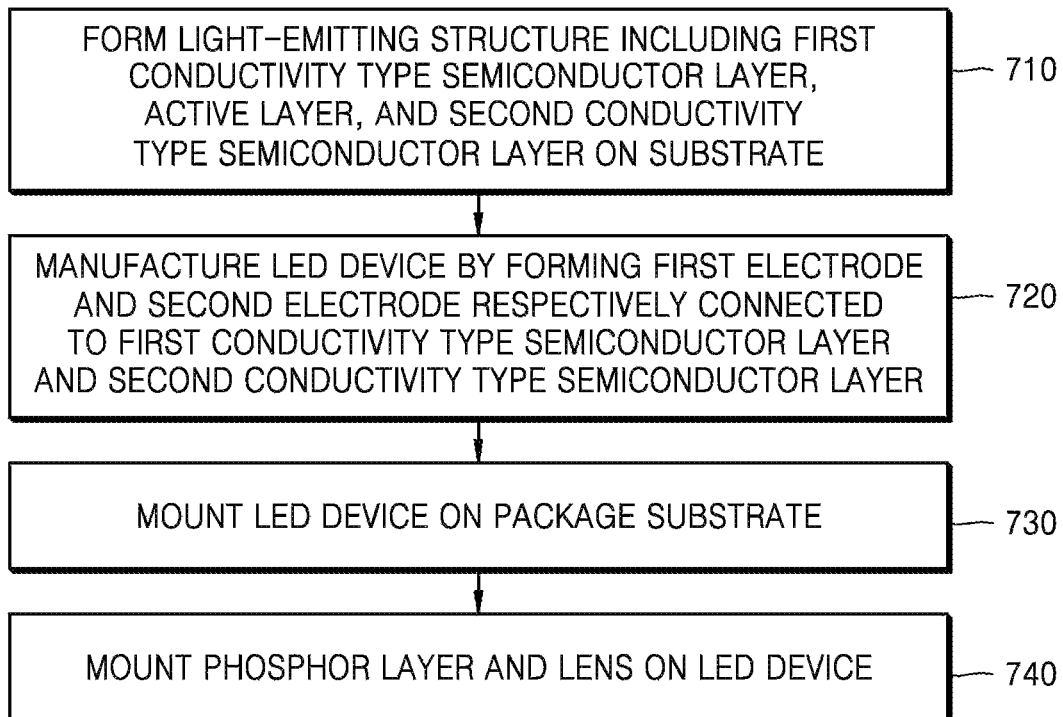 FORM LIGHT-EMITTING STRUCTURE INCLUDING FIRST
CONDUCTIVITY TYPE SEMICONDUCTOR LAYER,
ACTIVE LAYER, AND SECOND CONDUCTIVITY
TYPE SEMICONDUCTOR LAYER ON SUBSTRATE
710
MANUFACTURE LED DEVICE BY FORMING FIRST ELECTRODE
AND SECOND ELECTRODE RESPECTIVELY CONNECTED
TO FIRST CONDUCTIVITY TYPE SEMICONDUCTOR LAYER
AND SECOND CONDUCTIVITY TYPE SEMICONDUCTOR LAYER
720
MOUNT LED DEVICE ON PACKAGE SUBSTRATE
730
MOUNT PHOSPHOR LAYER AND LENS ON LED DEVICE
740